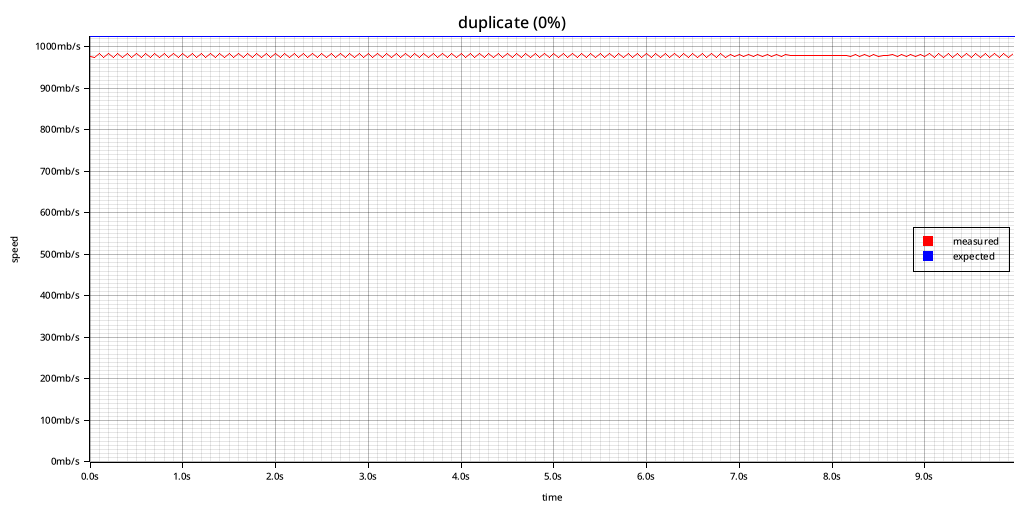 duplicate (0%)
1000mb/s
900mb/s
800mb/s
700mb/s
600mb/s
500mb/s
400mb/s
300mb/s
200mb/s
100mb/s
0mb/s
speed
measured
expected
0.0s 1.0s 2.0s 3.0s 4.0s 5.0s 6.0s 7.0s 8.0s 9.0s
time